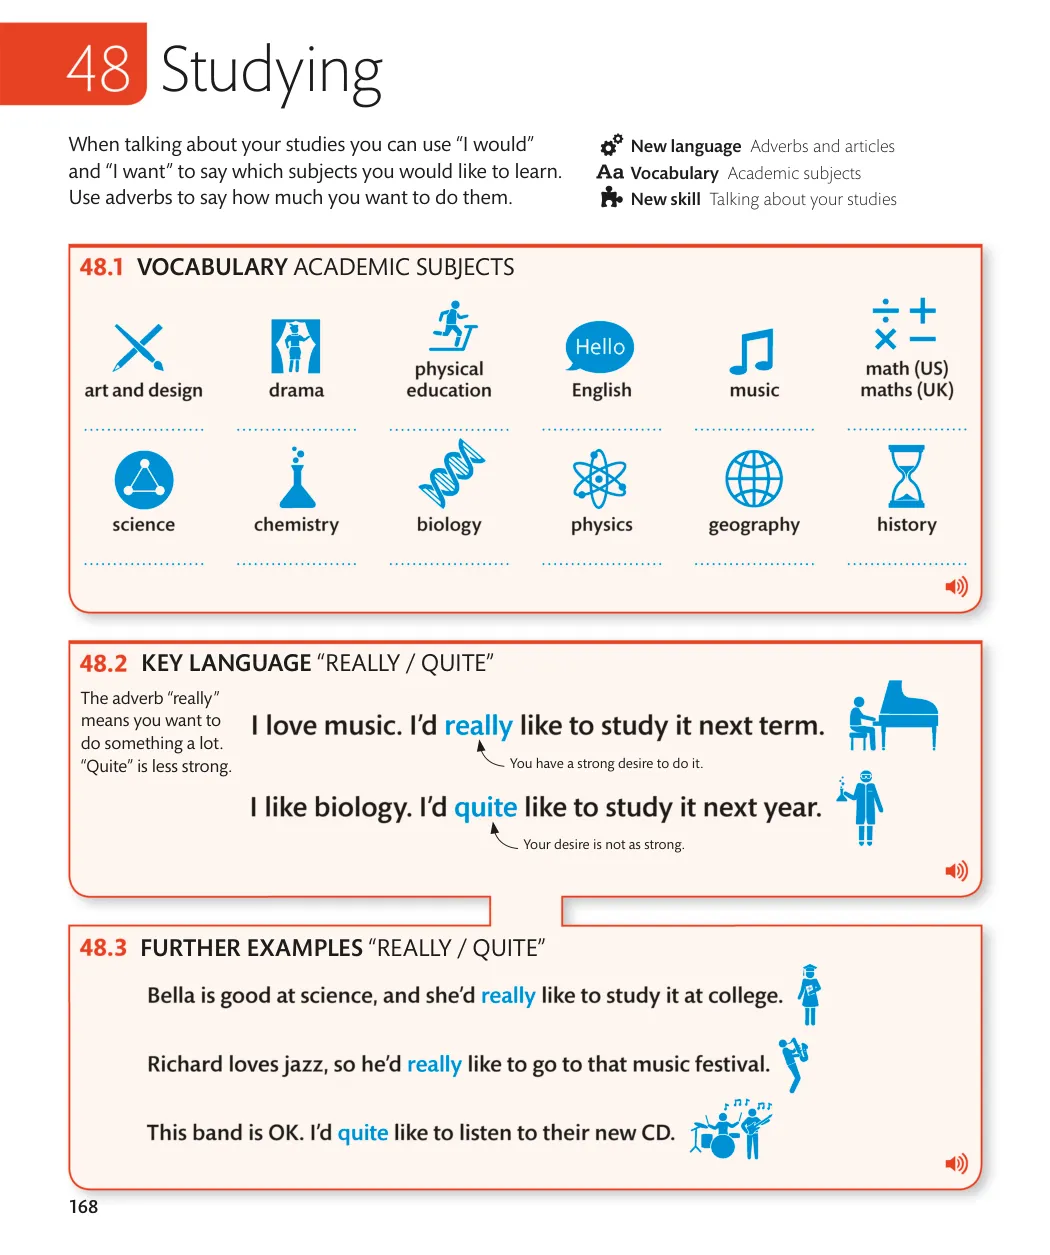 48 Studying
When talking about your studies you can use “I would”
and “I want” to say which subjects you would like to learn.
Use adverbs to say how much you want to do them.
New language Adverbs and articles
Aa Vocabulary Academic subjects
New skill Talking about your studies
48.1 VOCABULARY ACADEMIC SUBJECTS
art and design
drama
physical
education
Hello
English
music
math (US)
maths (UK)
science
chemistry
biology
physics
geography
history
48.2 KEY LANGUAGE “REALLY / QUITE”
The adverb “really”
means you want to
do something a lot.
“Quite” is less strong.
I love music. I’d really like to study it next term.
You have a strong desire to do it.
I like biology. I’d quite like to study it next year.
Your desire is not as strong.
48.3 FURTHER EXAMPLES “REALLY / QUITE”
Bella is good at science, and she’d really like to study it at college.
Richard loves jazz, so he’d really like to go to that music festival.
This band is OK. I’d quite like to listen to their new CD.
168